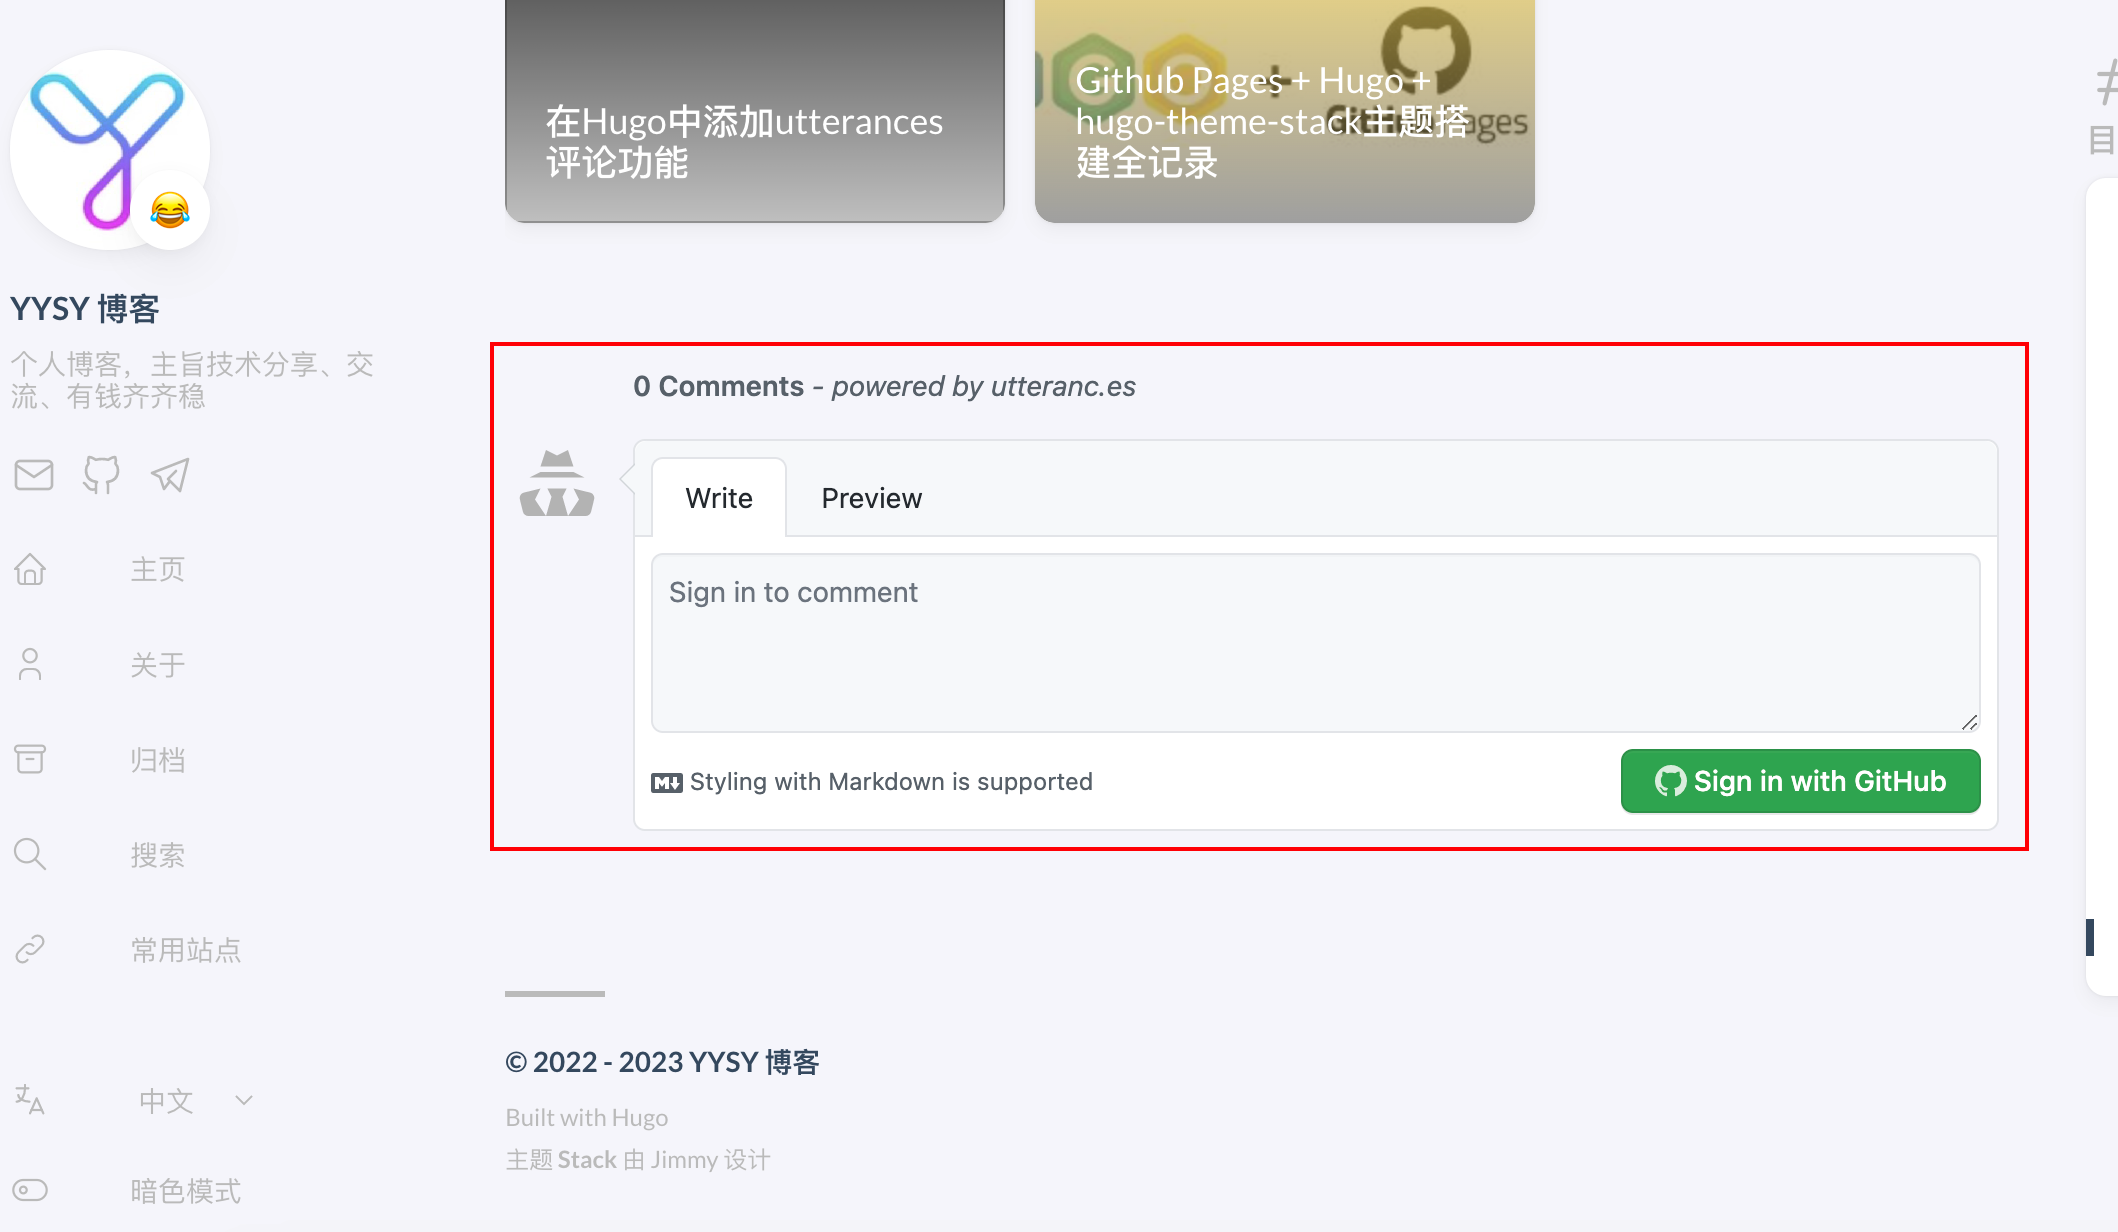 YYSY 博客
个人博客，主旨技术分享、交
流、有钱齐齐稳
主页
关于
归档
搜索
常用站点
中文
暗色模式
在Hugo中添加utterances
评论功能
Github Pages + Hugo +
hugo-theme-stack主题搭
建全记录
0 Comments - powered by utteranc.es
Write
Preview
Sign in to comment
Styling with Markdown is supported
Sign in with GitHub
© 2022 - 2023 YYSY 博客
Built with Hugo
主题 Stack 由 Jimmy 设计
目